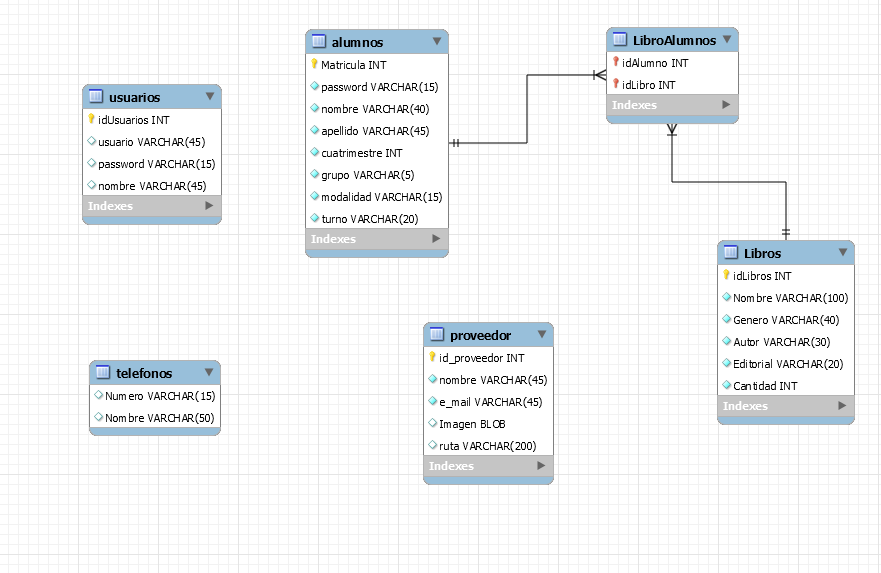 usuarios
idUsuarios INT
usuario VARCHAR(45)
password VARCHAR(15)
nombre VARCHAR(45)
Indexes
alumnos
Matricula INT
password VARCHAR(15)
nombre VARCHAR(40)
apellido VARCHAR(45)
cuatrimestre INT
grupo VARCHAR(5)
modalidad VARCHAR(15)
turno VARCHAR(20)
Indexes
LibroAlumnos
idAlumno INT
idLibro INT
Indexes
Libros
idLibros INT
Nombre VARCHAR(100)
Genero VARCHAR(40)
Autor VARCHAR(30)
Editorial VARCHAR(20)
Cantidad INT
Indexes
telefonos
Numero VARCHAR(15)
Nombre VARCHAR(50)
proveedor
id_proveedor INT
nombre VARCHAR(45)
e_mail VARCHAR(45)
Imagen BLOB
ruta VARCHAR(200)
Indexes